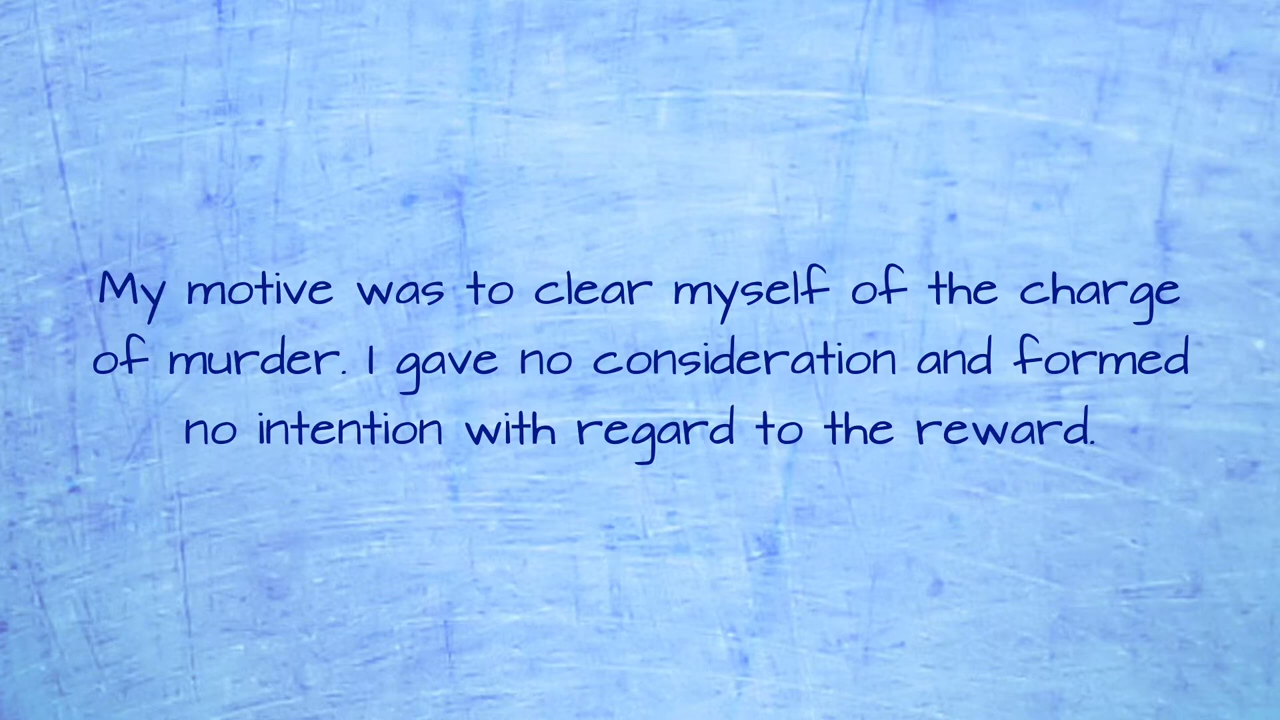 My motive was to clear myself of the charge
of murder. I gave no consideration and formed
no intention with regard to the reward.